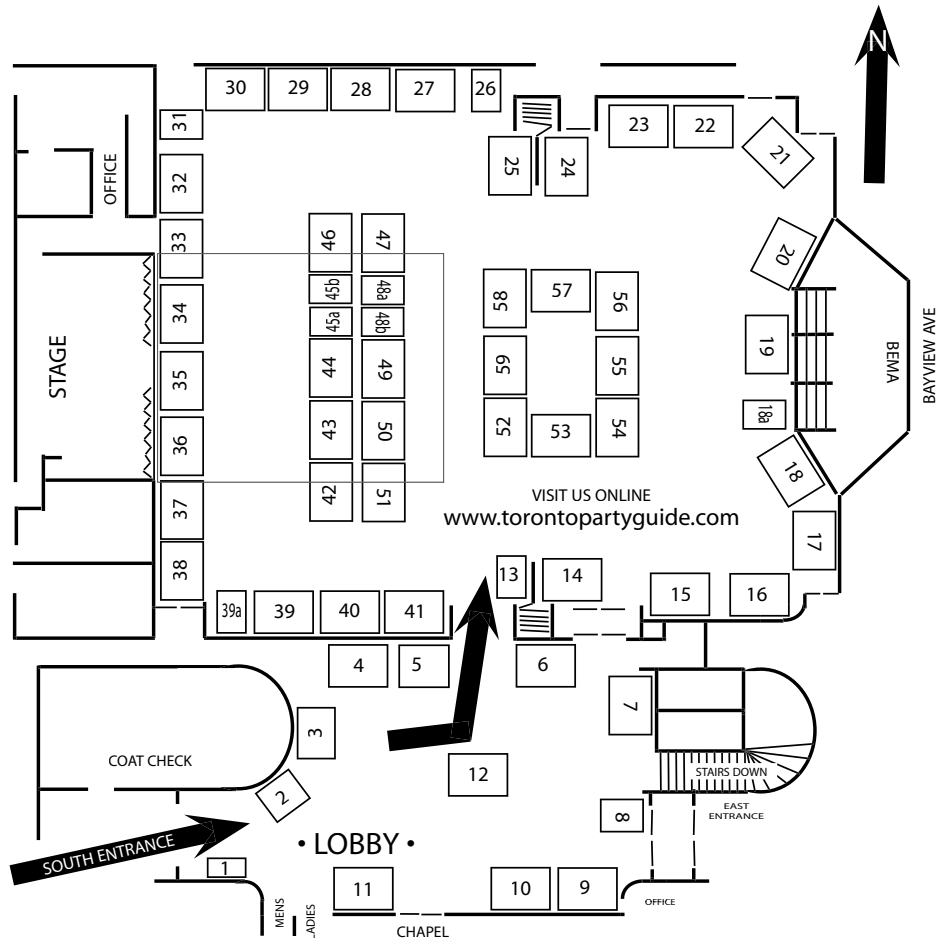 N
30
29
28
27
26
23
22
21
31
25
24
32
OFFICE
33
46
47
20
45b
48a
58
57
56
34
45a
48b
19
BEMA
BAYVIEW AVE
STAGE
44
49
59
55
35
43
50
52
53
54
18a
36
18
42
51
VISIT US ONLINE
www.torontopartyguide.com
37
17
38
13
14
39a
39
40
41
15
16
4
5
6
7
3
COAT CHECK
12
STAIRS DOWN
2
EAST
ENTRANCE
8
SOUTH ENTRANCE
• LOBBY •
1
11
10
9
OFFICE
MENS
LADIES
CHAPEL